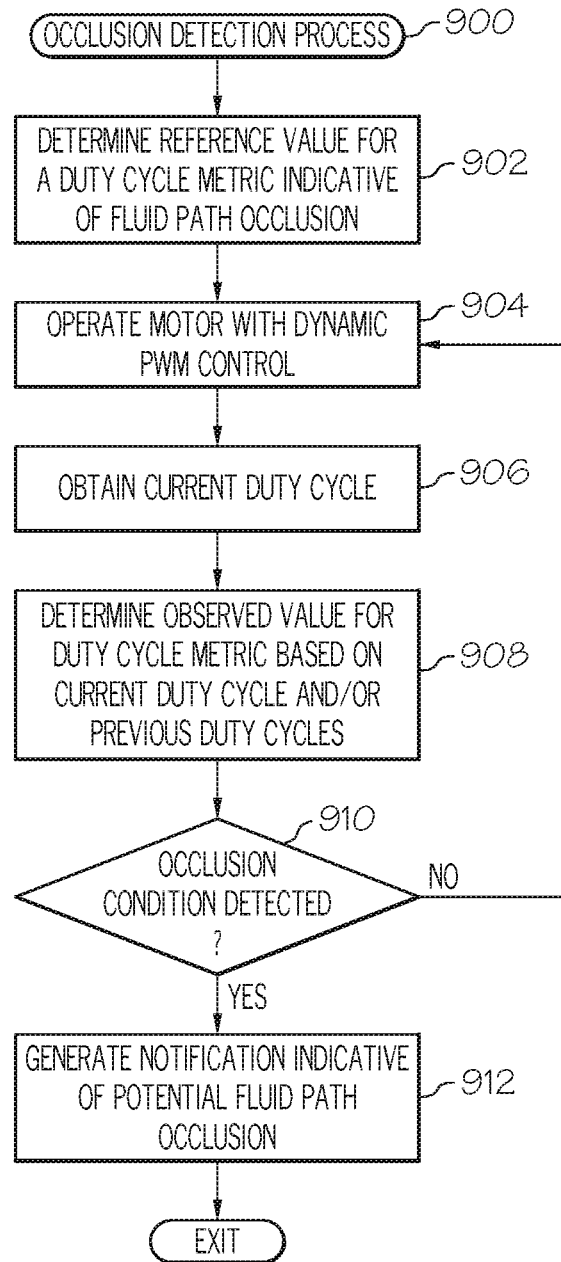 OCCLUSION DETECTION PROCESS
900
DETERMINE REFERENCE VALUE FOR
A DUTY CYCLE METRIC INDICATIVE
OF FLUID PATH OCCLUSION
902
OPERATE MOTOR WITH DYNAMIC
PWM CONTROL
904
OBTAIN CURRENT DUTY CYCLE
906
DETERMINE OBSERVED VALUE FOR
DUTY CYCLE METRIC BASED ON
CURRENT DUTY CYCLE AND/OR
PREVIOUS DUTY CYCLES
908
OCCLUSION
CONDITION DETECTED
?
910
NO
YES
GENERATE NOTIFICATION INDICATIVE
OF POTENTIAL FLUID PATH
OCCLUSION
912
EXIT